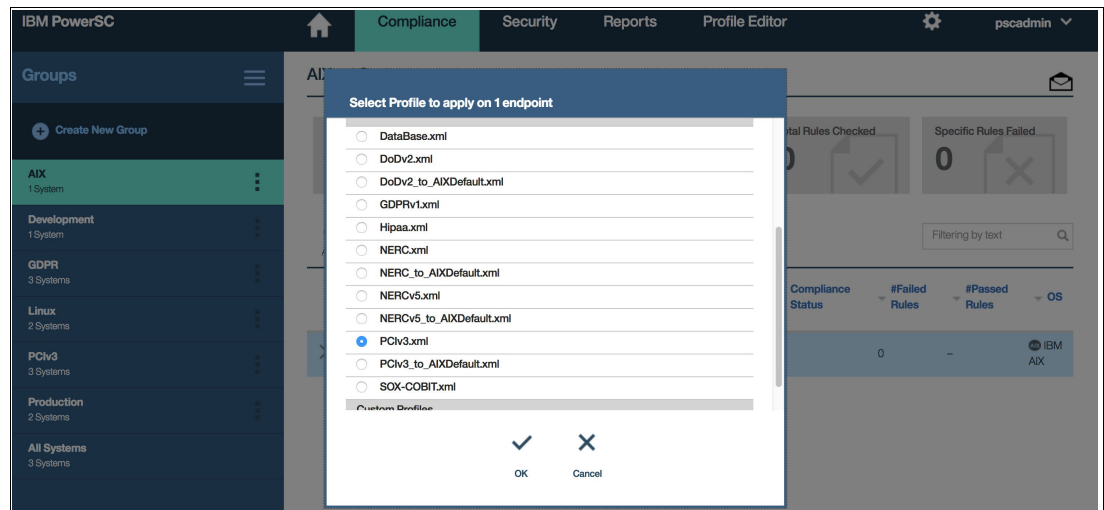 IBM PowerSC
Compliance
Security
Reports
Profile Editor
pscadmin
Groups
Create New Group
AIX
1 System
Development
1 System
GDPR
3 Systems
Linux
2 Systems
PCIv3
3 Systems
Production
2 Systems
All Systems
3 Systems
Select Profile to apply on 1 endpoint
DataBase.xml
DoDv2.xml
DoDv2_to_AIXDefault.xml
GDPRv1.xml
Hipaa.xml
NERC.xml
NERC_to_AIXDefault.xml
NERCv5.xml
NERCv5_to_AIXDefault.xml
PCIv3.xml
PCIv3_to_AIXDefault.xml
SOX-COBIT.xml
Custom Profiles
OK
Cancel
Rules Checked
Specific Rules Failed
0
Filtering by text
Compliance Status
#Failed Rules
#Passed Rules
OS
0
–
IBM
AIX